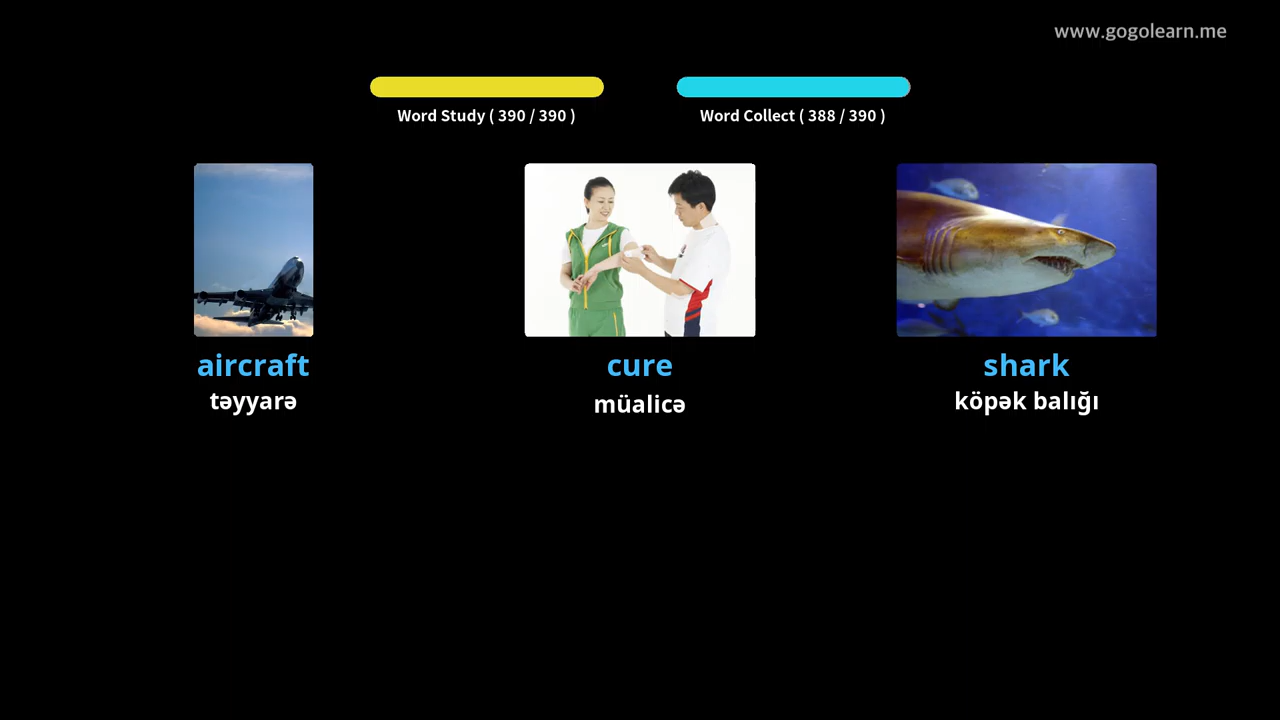 www.gogolearn.me
Word Study ( 390 / 390 )
Word Collect ( 388 / 390 )
aircraft
təyyarə
cure
müalicə
shark
köpək balığı